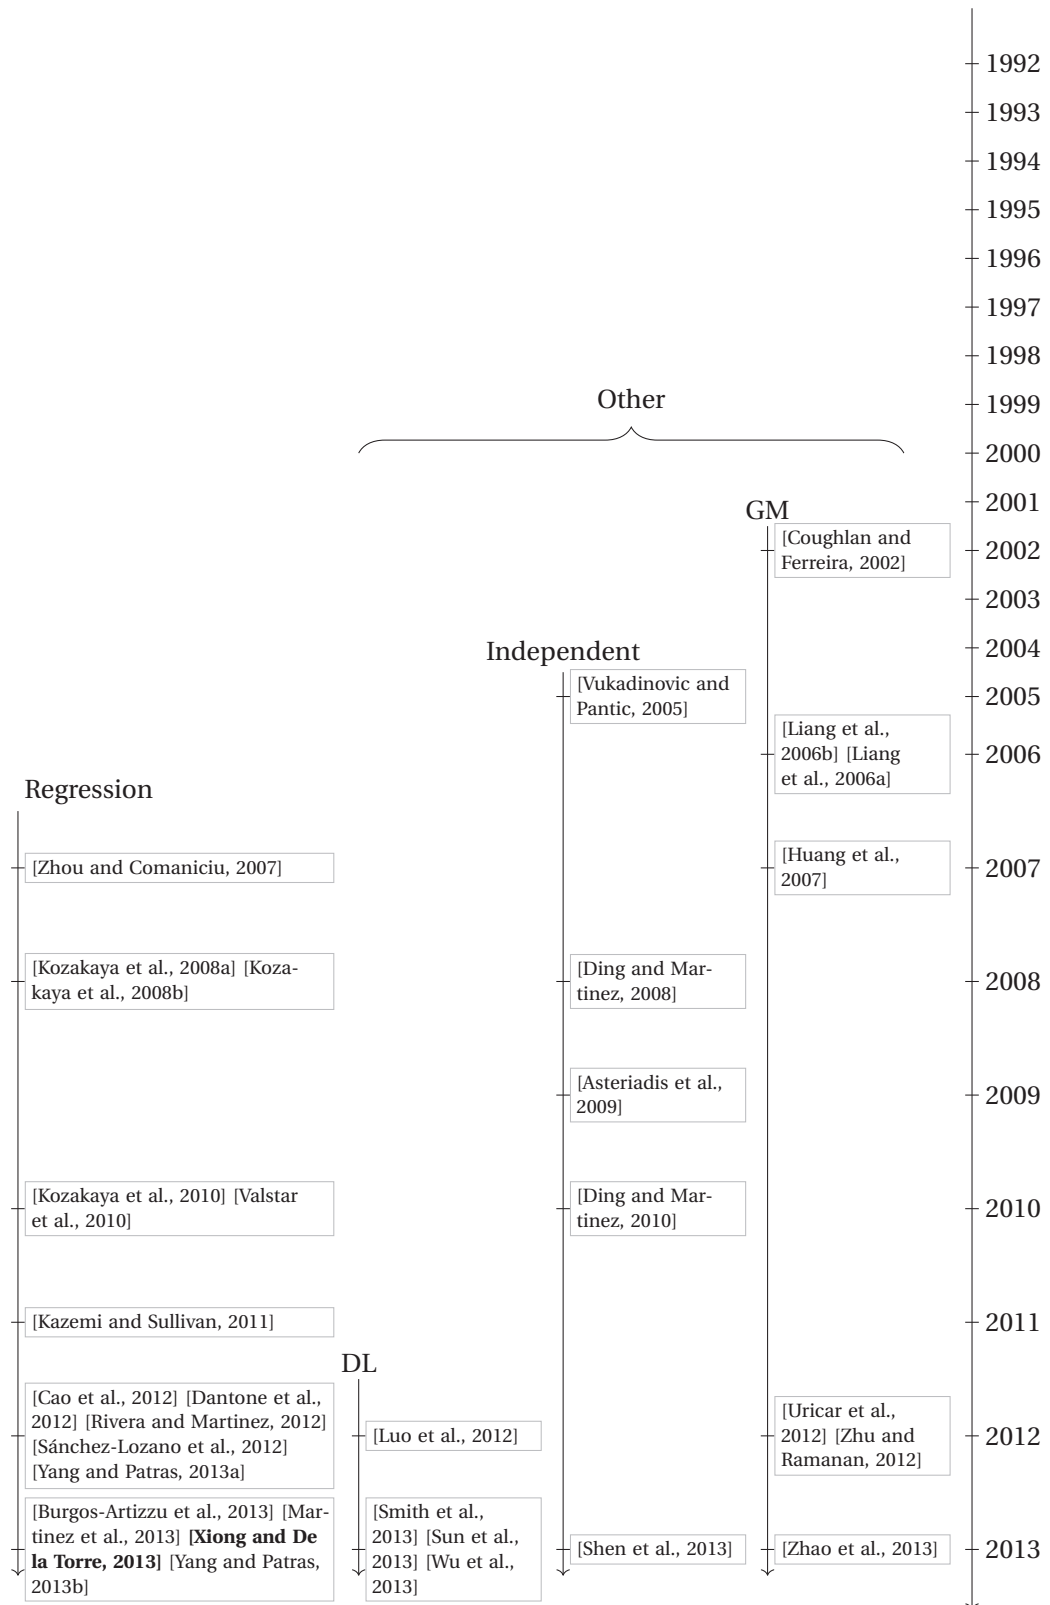 1992
1993
1994
1995
1996
1997
1998
1999
2000
2001
2002
2003
2004
2005
2006
2007
2008
2009
2010
2011
2012
2013
Regression
[Zhou and Comaniciu, 2007]
[Kozakaya et al., 2008a] [Koza-
kaya et al., 2008b]
[Kozakaya et al., 2010] [Valstar
et al., 2010]
[Kazemi and Sullivan, 2011]
[Cao et al., 2012] [Dantone et al.,
2012] [Rivera and Martinez, 2012]
[Sánchez-Lozano et al., 2012]
[Yang and Patras, 2013a]
[Burgos-Artizzu et al., 2013] [Mar-
tinez et al., 2013] [Xiong and De
la Torre, 2013] [Yang and Patras,
2013b]
Other
DL
[Luo et al., 2012]
[Smith et al.,
2013] [Sun et al.,
2013] [Wu et al.,
2013]
Independent
[Vukadinovic and
Pantic, 2005]
[Ding and Mar-
tinez, 2008]
[Asteriadis et al.,
2009]
[Ding and Mar-
tinez, 2010]
[Shen et al., 2013]
GM
[Coughlan and
Ferreira, 2002]
[Liang et al.,
2006b] [Liang
et al., 2006a]
[Huang et al.,
2007]
[Uricar et al.,
2012] [Zhu and
Ramanan, 2012]
[Zhao et al., 2013]